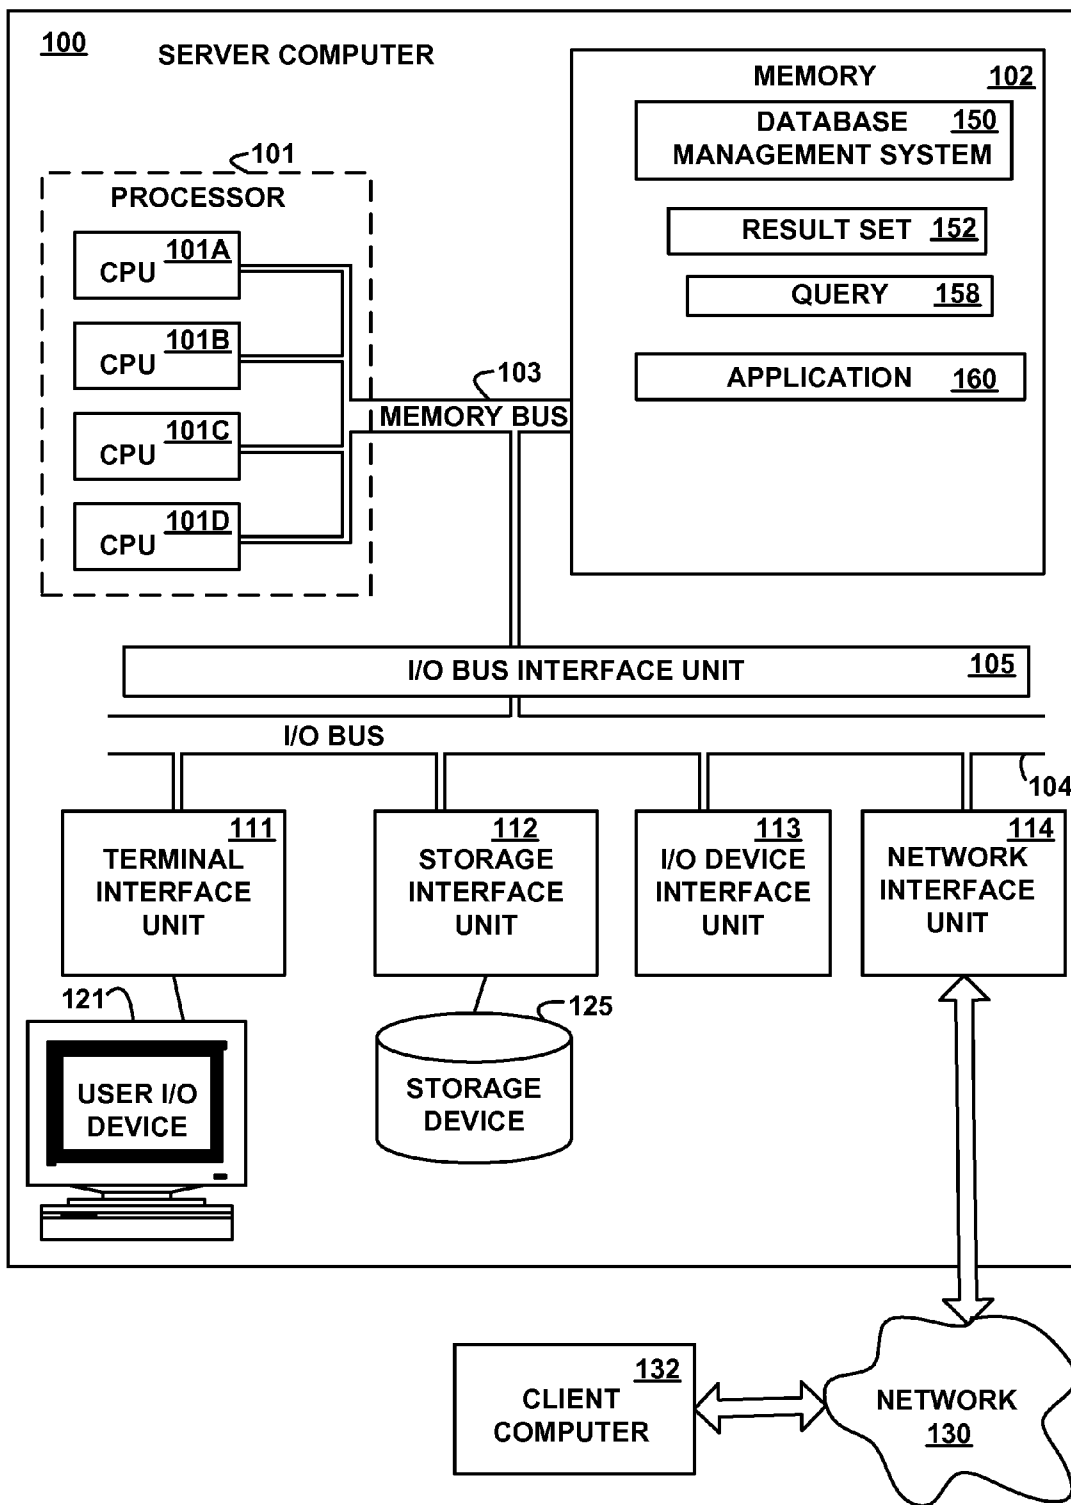 100
SERVER COMPUTER
MEMORY
102
DATABASE
150
MANAGEMENT SYSTEM
RESULT SET
152
QUERY
158
APPLICATION
160
101
PROCESSOR
101A
CPU
101B
CPU
101C
CPU
101D
CPU
103
MEMORY BUS
I/O BUS INTERFACE UNIT
105
I/O BUS
104
111
TERMINAL
INTERFACE
UNIT
112
STORAGE
INTERFACE
UNIT
113
I/O DEVICE
INTERFACE
UNIT
114
NETWORK
INTERFACE
UNIT
121
USER I/O
DEVICE
125
STORAGE
DEVICE
132
CLIENT
COMPUTER
NETWORK
130